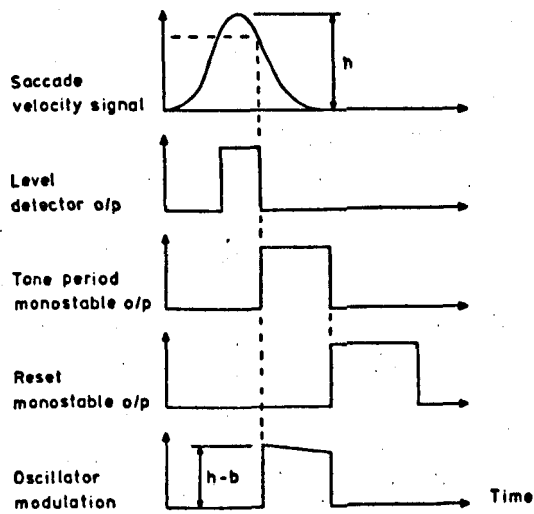 h
Saccade
velocity signal
Level
detector o/p
Tone period
monostable o/p
Reset
monostable o/p
h-b
Oscillator
modulation
Time